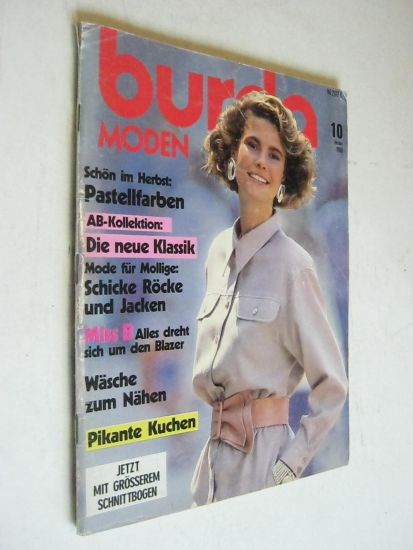 burda
MODEN
10
Schön im Herbst:
Pastellfarben
AB-Kollektion:
Die neue Klassik
Mode für Mollige:
Schicke Röcke
und Jacken
Miss B Alles dreht
sich um den Blazer
Wäsche
zum Nähen
Pikante Kuchen
JETZT
MIT GRÖSSEREM
SCHNITTBOGEN